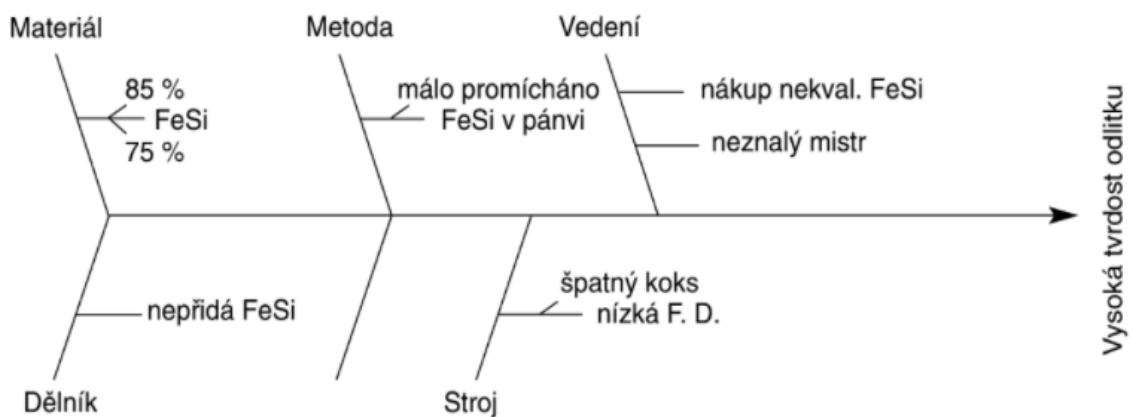 Materiál
Metoda
Vedení
85 %
FeSi
75 %
málo promícháno
FeSi v pánvi
nákup nekval. FeSi
neznalý mistr
Vysoká tvrdost odlitku
nepřidá FeSi
špatný koks
nízká F. D.
Dělník
Stroj